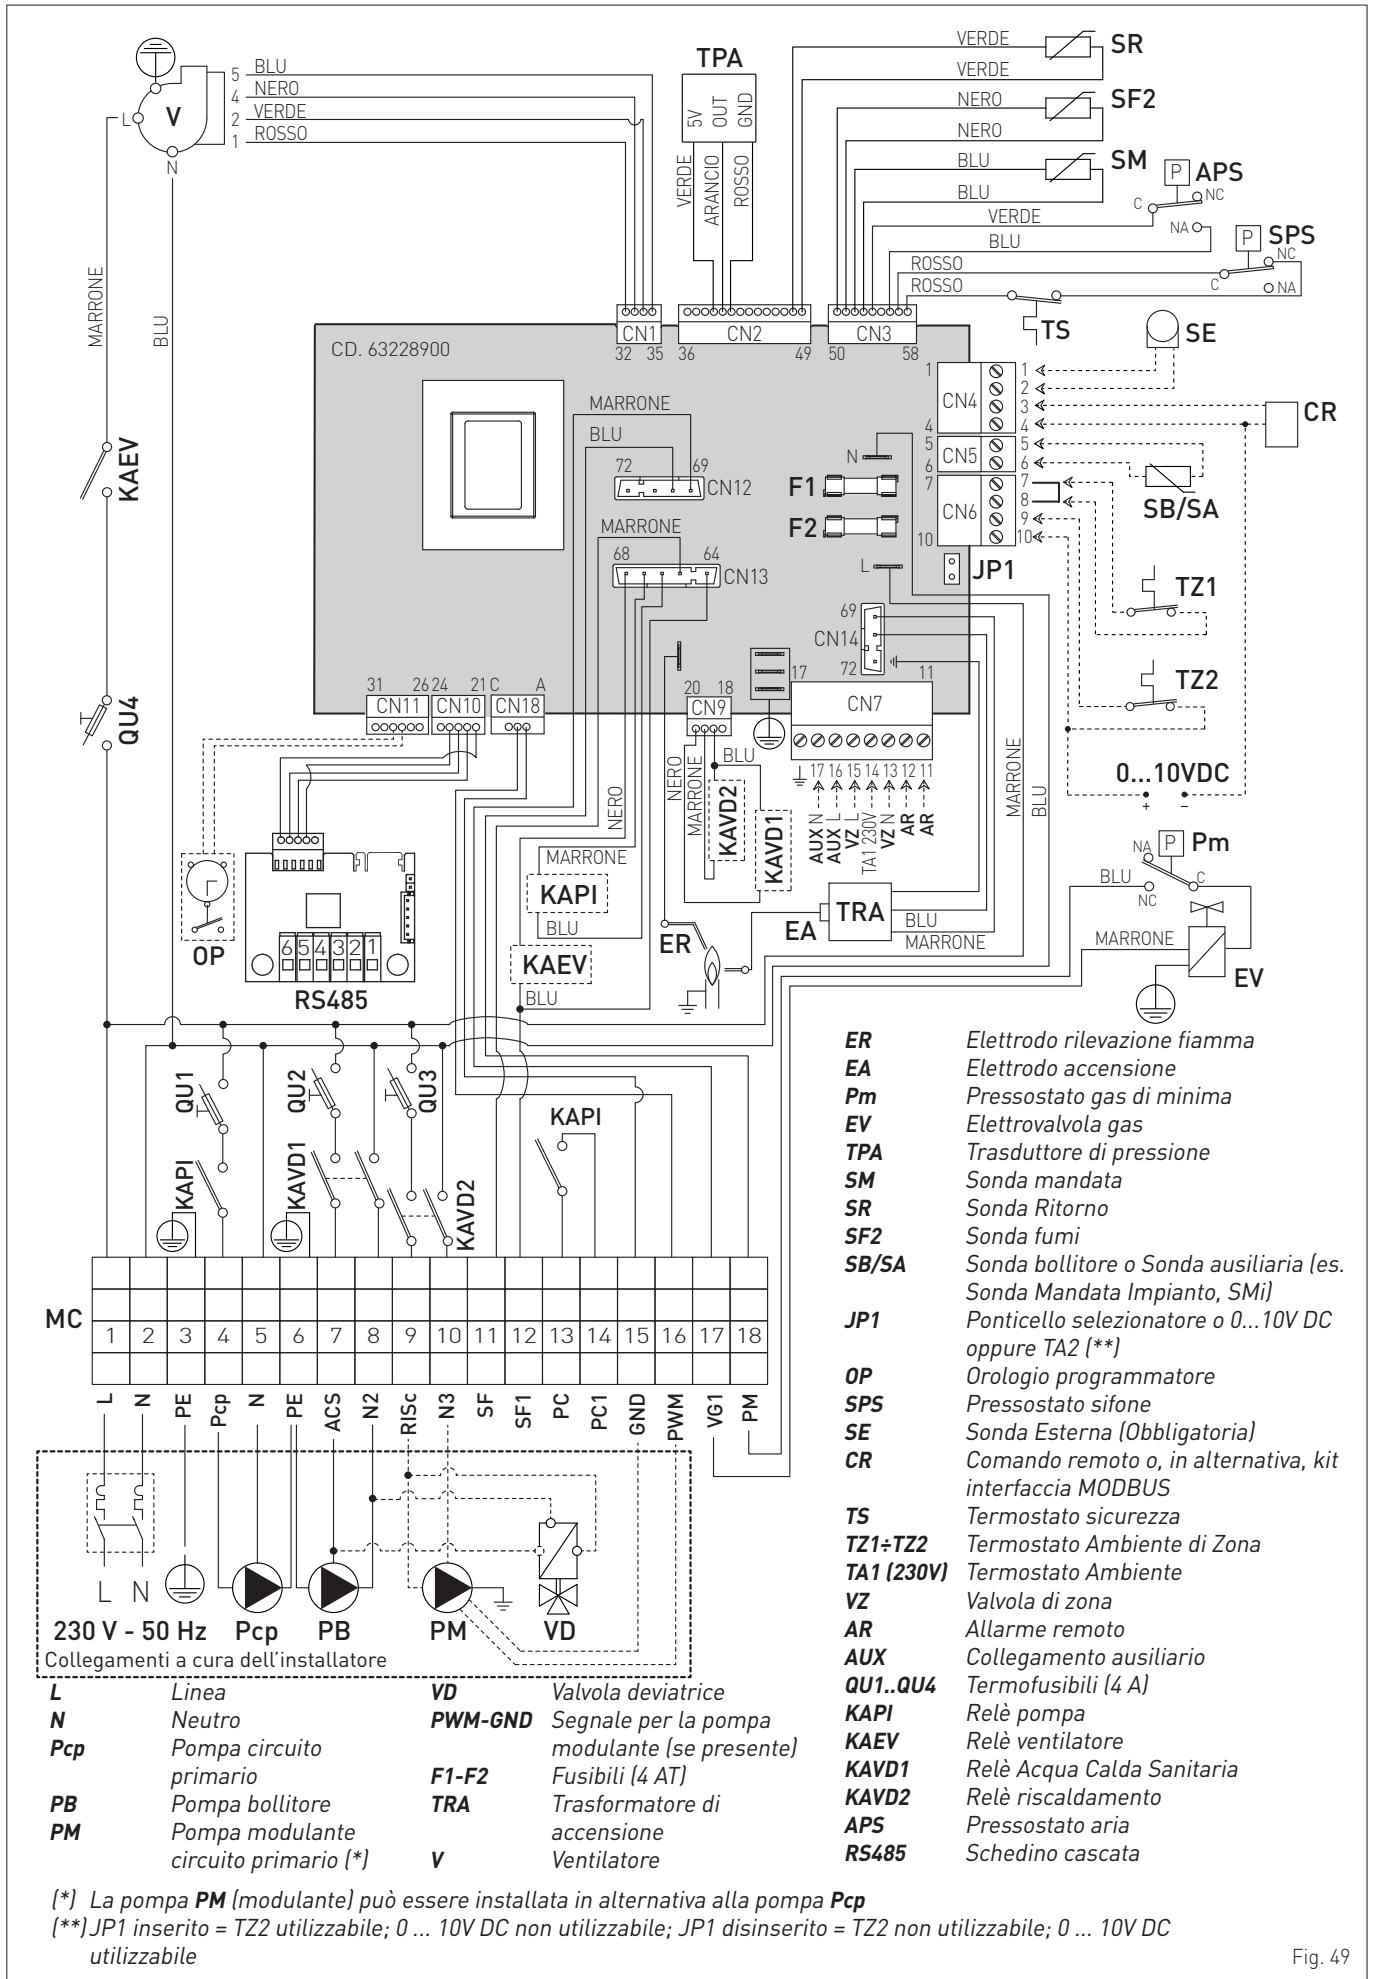 TPA
VERDE
SR
VERDE
5 BLU
4 NERO
V
L
2 VERDE
1 ROSSO
N
5V
OUT
GND
NERO
SF2
NERO
BLU
SM
BLU
P APS
C
NC
NA
VERDE
BLU
P SPS
NC
C
NA
ROSSO
ROSSO
TS
VERDE
ARANCIO
ROSSO
MARRONE
BLU
CN1
32 35
CN2
36 49
CN3
50 58
SE
CD. 63228900
1
CN4
4
1
2
3
4
CR
MARRONE
BLU
5
CN5
6
5
6
N
72 69
CN12
F1
F2
7
CN6
10
7
8
9
10
SB/SA
KAEV
MARRONE
68 64
CN13
L
JP1
TZ1
69
CN14
72
TZ2
QU4
31 26
CN11
24 21
CN10
C A
CN18
20 18
CN9
17 11
CN7
0...10VDC
+ -
NERO
NERO
MARRONE
BLU
KAVD2
KAVD1
17 16 15 14 13 12 11
AUX N
AUX L
VZ L
TA1 230V
VZ N
AR
AR
MARRONE
BLU
OP
6 5 4 3 2 1
RS485
MARRONE
KAPI
BLU
KAEV
BLU
ER
EA
TRA
BLU
MARRONE
NA
P Pm
BLU
C
NC
MARRONE
EV
QU1
QU2
QU3
KAPI
KAVD1
KAVD2
KAPI
MC
1 2 3 4 5 6 7 8 9 10 11 12 13 14 15 16 17 18
L N PE Pcp N PE ACS N2 RISc N3 SF SF1 PC PC1 GND PWM VG1 PM
L N
230 V - 50 Hz
Pcp
PB
PM
VD
Collegamenti a cura dell'installatore
ER Elettrodo rilevazione fiamma
EA Elettrodo accensione
Pm Pressostato gas di minima
EV Elettrovalvola gas
TPA Trasduttore di pressione
SM Sonda mandata
SR Sonda Ritorno
SF2 Sonda fumi
SB/SA Sonda bollitore o Sonda ausiliaria (es.
Sonda Mandata Impianto, SMi)
JP1 Ponticello selezionatore o 0...10V DC
oppure TA2 (**)
OP Orologio programmatore
SPS Pressostato sifone
SE Sonda Esterna (Obbligatoria)
CR Comando remoto o, in alternativa, kit
interfaccia MODBUS
TS Termostato sicurezza
TZ1÷TZ2 Termostato Ambiente di Zona
TA1 (230V) Termostato Ambiente
VZ Valvola di zona
AR Allarme remoto
AUX Collegamento ausiliario
QU1..QU4 Termofusibili (4 A)
KAPI Relè pompa
KAEV Relè ventilatore
KAVD1 Relè Acqua Calda Sanitaria
KAVD2 Relè riscaldamento
APS Pressostato aria
RS485 Schedino cascata
L Linea
N Neutro
Pcp Pompa circuito
primario
PB Pompa bollitore
PM Pompa modulante
circuito primario (*)
VD Valvola deviatrice
PWM-GND Segnale per la pompa
modulante (se presente)
F1-F2 Fusibili (4 AT)
TRA Trasformatore di
accensione
V Ventilatore
(*) La pompa PM (modulante) può essere installata in alternativa alla pompa Pcp
(**) JP1 inserito = TZ2 utilizzabile; 0 ... 10V DC non utilizzabile; JP1 disinserito = TZ2 non utilizzabile; 0 ... 10V DC
utilizzabile
Fig. 49